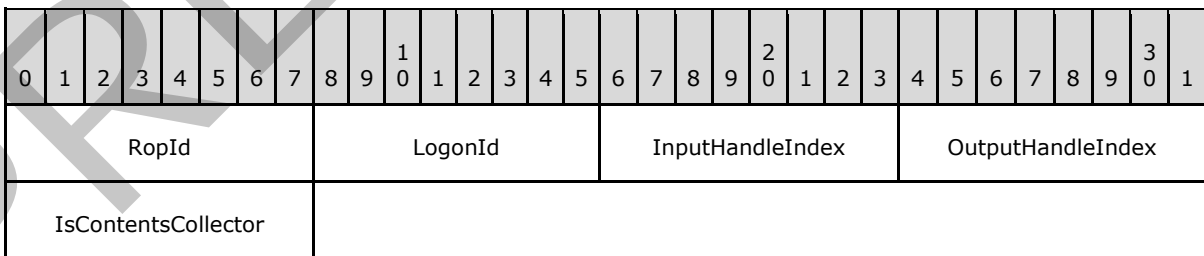 1 2 3
0 1 2 3 4 5 6 7 8 9 0 1 2 3 4 5 6 7 8 9 0 1 2 3 4 5 6 7 8 9 0 1
RopId LogonId InputHandleIndex OutputHandleIndex
IsContentsCollector